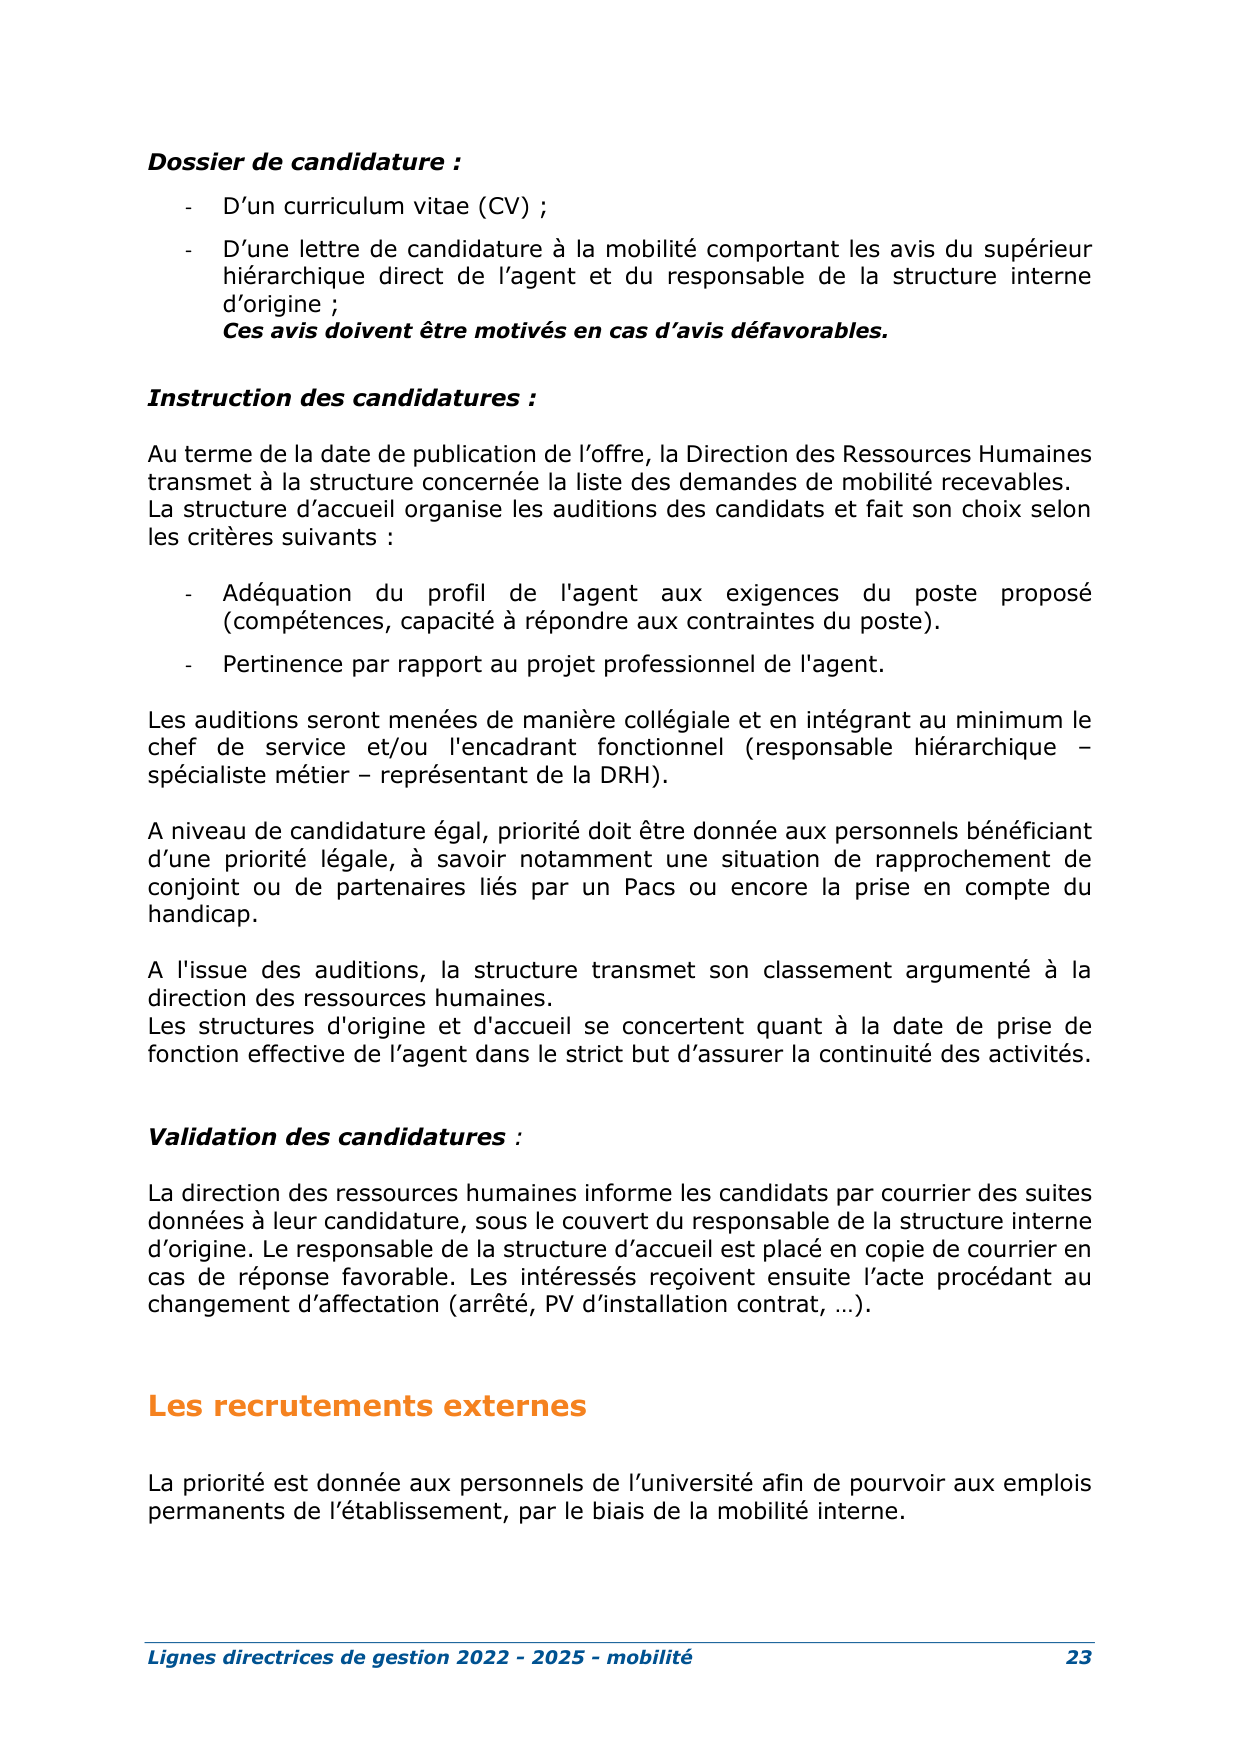 Dossier de candidature :
- D’un curriculum vitae (CV) ;
- D’une lettre de candidature à la mobilité comportant les avis du supérieur
hiérarchique direct de l’agent et du responsable de la structure interne
d’origine ;
Ces avis doivent être motivés en cas d’avis défavorables.
Instruction des candidatures :
Au terme de la date de publication de l’offre, la Direction des Ressources Humaines
transmet à la structure concernée la liste des demandes de mobilité recevables.
La structure d’accueil organise les auditions des candidats et fait son choix selon
les critères suivants :
- Adéquation du profil de l'agent aux exigences du poste proposé
(compétences, capacité à répondre aux contraintes du poste).
- Pertinence par rapport au projet professionnel de l'agent.
Les auditions seront menées de manière collégiale et en intégrant au minimum le
chef de service et/ou l'encadrant fonctionnel (responsable hiérarchique –
spécialiste métier – représentant de la DRH).
A niveau de candidature égal, priorité doit être donnée aux personnels bénéficiant
d’une priorité légale, à savoir notamment une situation de rapprochement de
conjoint ou de partenaires liés par un Pacs ou encore la prise en compte du
handicap.
A l'issue des auditions, la structure transmet son classement argumenté à la
direction des ressources humaines.
Les structures d'origine et d'accueil se concertent quant à la date de prise de
fonction effective de l’agent dans le strict but d’assurer la continuité des activités.
Validation des candidatures :
La direction des ressources humaines informe les candidats par courrier des suites
données à leur candidature, sous le couvert du responsable de la structure interne
d’origine. Le responsable de la structure d’accueil est placé en copie de courrier en
cas de réponse favorable. Les intéressés reçoivent ensuite l’acte procédant au
changement d’affectation (arrêté, PV d’installation contrat, …).
Les recrutements externes
La priorité est donnée aux personnels de l’université afin de pourvoir aux emplois
permanents de l’établissement, par le biais de la mobilité interne.
Lignes directrices de gestion 2022 - 2025 - mobilité 23